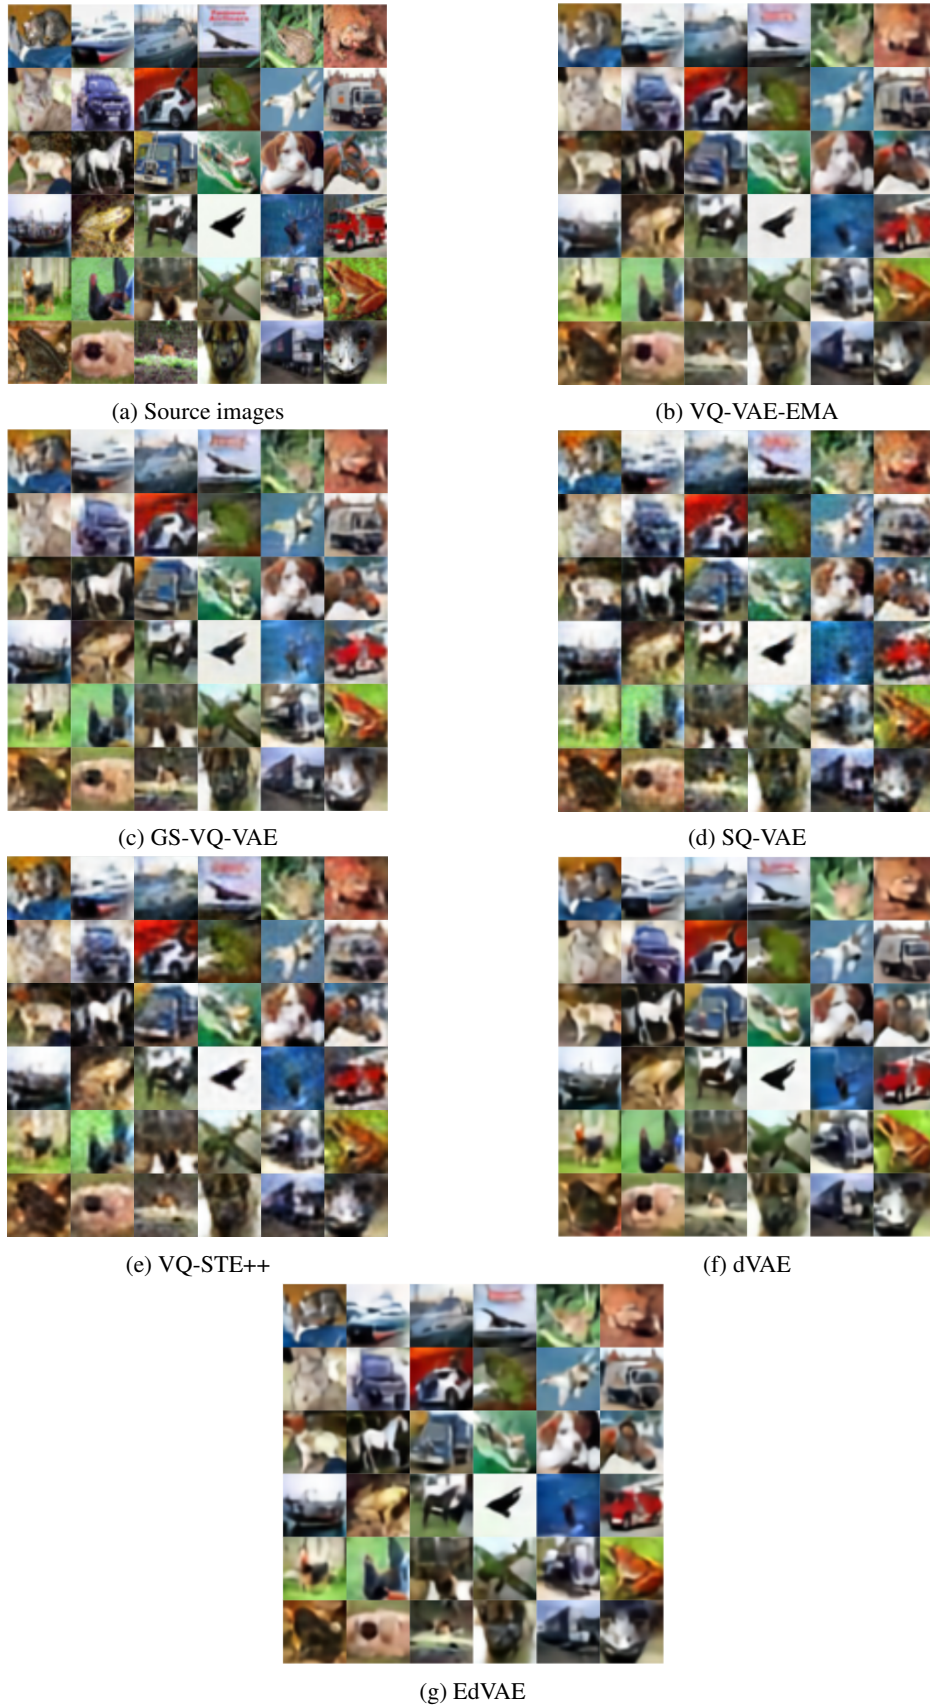 (a) Source images
(b) VQ-VAE-EMA
(c) GS-VQ-VAE
(d) SQ-VAE
(e) VQ-STE++
(f) dVAE
(g) EdVAE